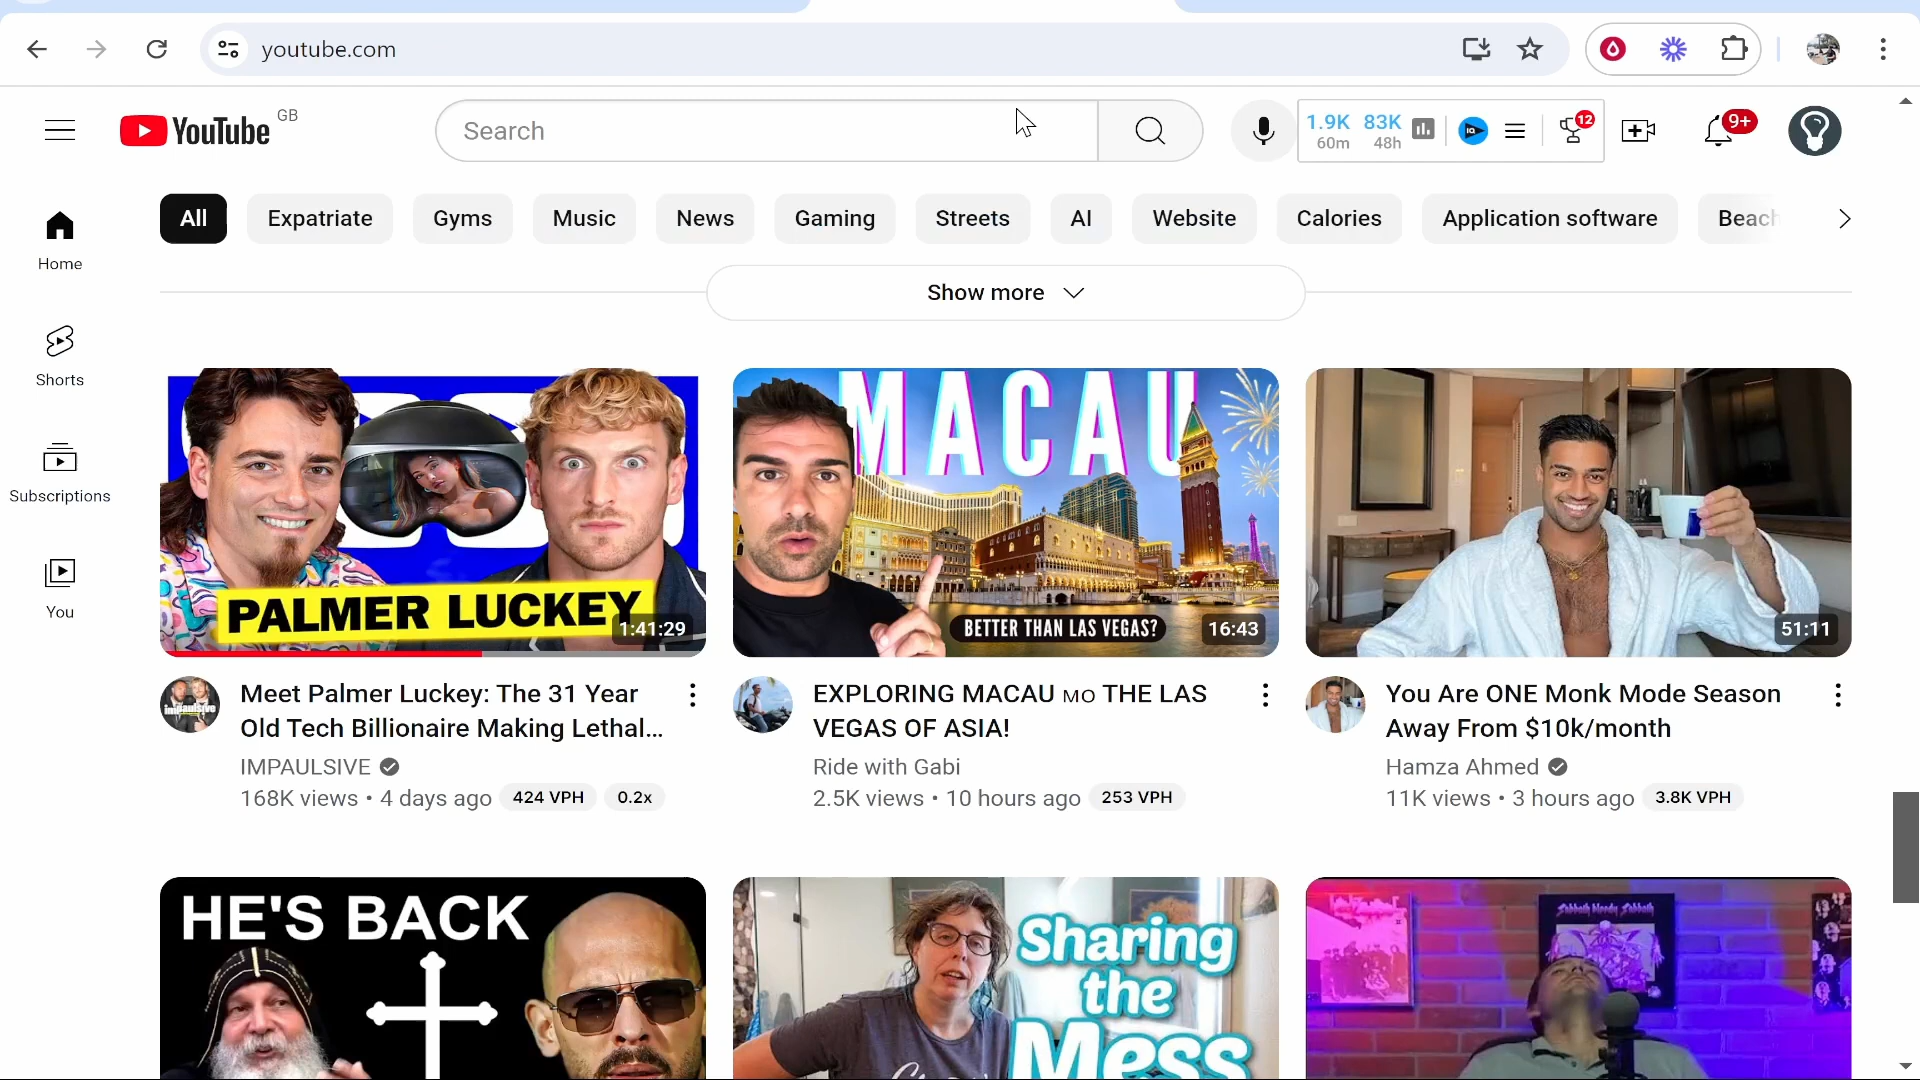 youtube.com
YouTube GB
Search
1.9K 83K
60m 48h
IQ
12
9+
All Expatriate Gyms Music News Gaming Streets AI Website Calories Application software Beach
Home
Shorts
Subscriptions
You
Show more
PALMER LUCKEY
1:41:29
Meet Palmer Luckey: The 31 Year
Old Tech Billionaire Making Lethal...
IMPAULSIVE
168K views • 4 days ago 424 VPH 0.2x
MACAU
BETTER THAN LAS VEGAS?
16:43
EXPLORING MACAU MO THE LAS
VEGAS OF ASIA!
Ride with Gabi
2.5K views • 10 hours ago 253 VPH
51:11
You Are ONE Monk Mode Season
Away From $10k/month
Hamza Ahmed
11K views • 3 hours ago 3.8K VPH
HE'S BACK
Sharing
the
Mess
Sabbath bloody Sabbath